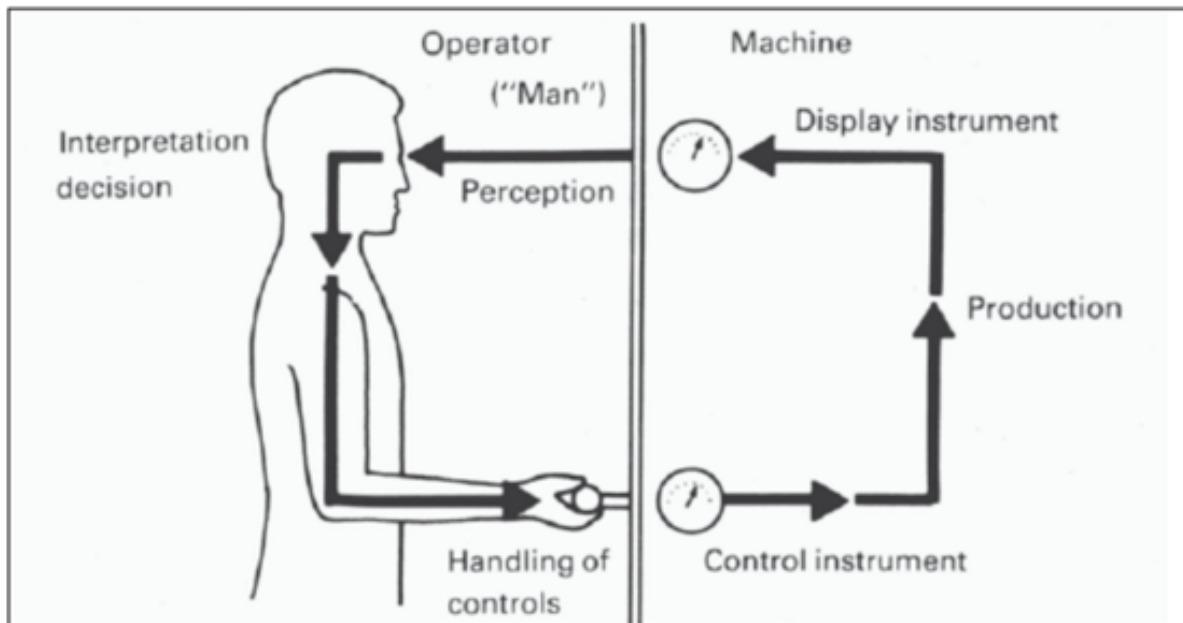 Operator
("Man")
Machine
Interpretation
decision
Perception
Display instrument
Production
Handling of
controls
Control instrument